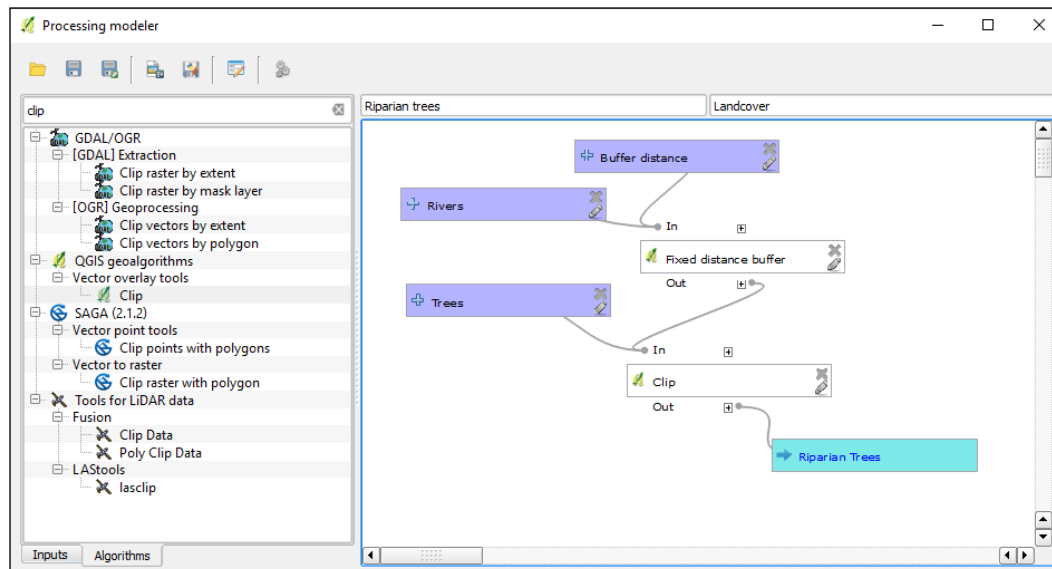 Processing modeler
clip
Riparian trees
Landcover
GDAL/OGR
[GDAL] Extraction
Clip raster by extent
Clip raster by mask layer
[OGR] Geoprocessing
Clip vectors by extent
Clip vectors by polygon
QGIS geoalgorithms
Vector overlay tools
Clip
SAGA (2.1.2)
Vector point tools
Clip points with polygons
Vector to raster
Clip raster with polygon
Tools for LiDAR data
Fusion
Clip Data
Poly Clip Data
LAStools
lasclip
Inputs
Algorithms
Buffer distance
Rivers
In
Fixed distance buffer
Out
Trees
In
Clip
Out
Riparian Trees